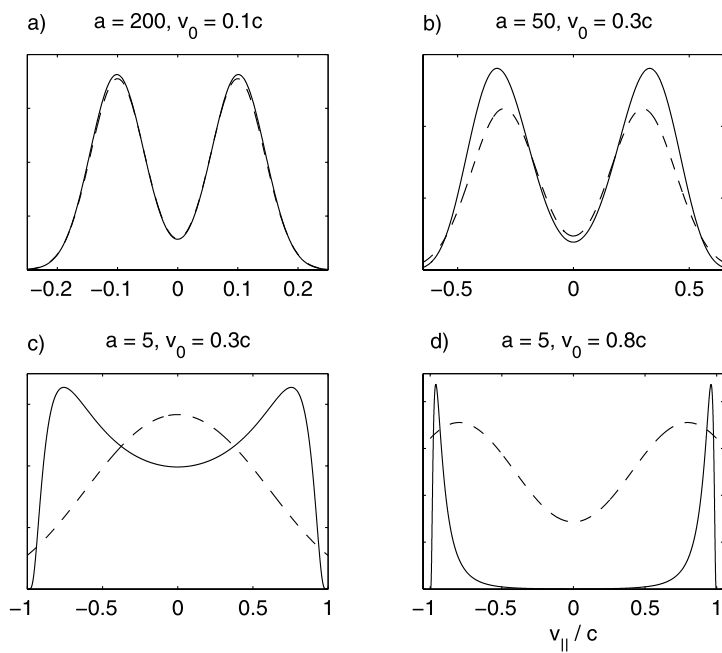 a) a = 200, v_0 = 0.1c
b) a = 50, v_0 = 0.3c
−0.2 −0.1 0 0.1 0.2
−0.5 0 0.5
c) a = 5, v_0 = 0.3c
d) a = 5, v_0 = 0.8c
−1 −0.5 0 0.5 1
−1 −0.5 0 0.5 1
v_|| / c